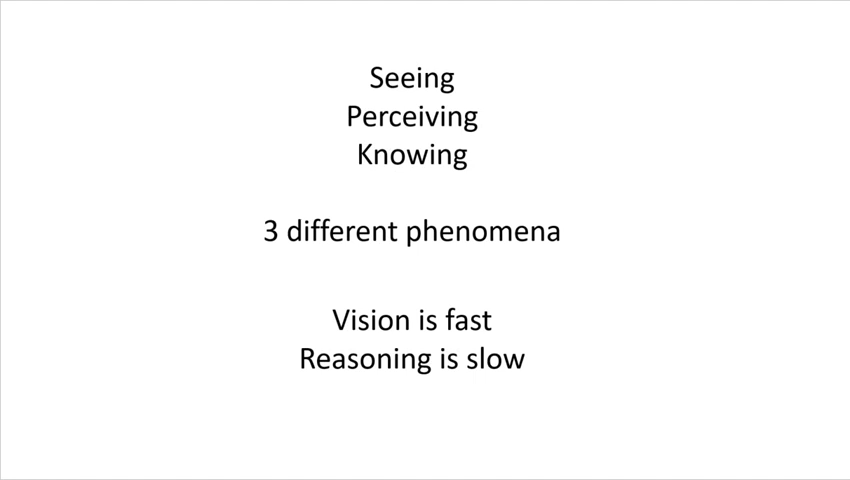 Seeing
Perceiving
Knowing
3 different phenomena
Vision is fast
Reasoning is slow